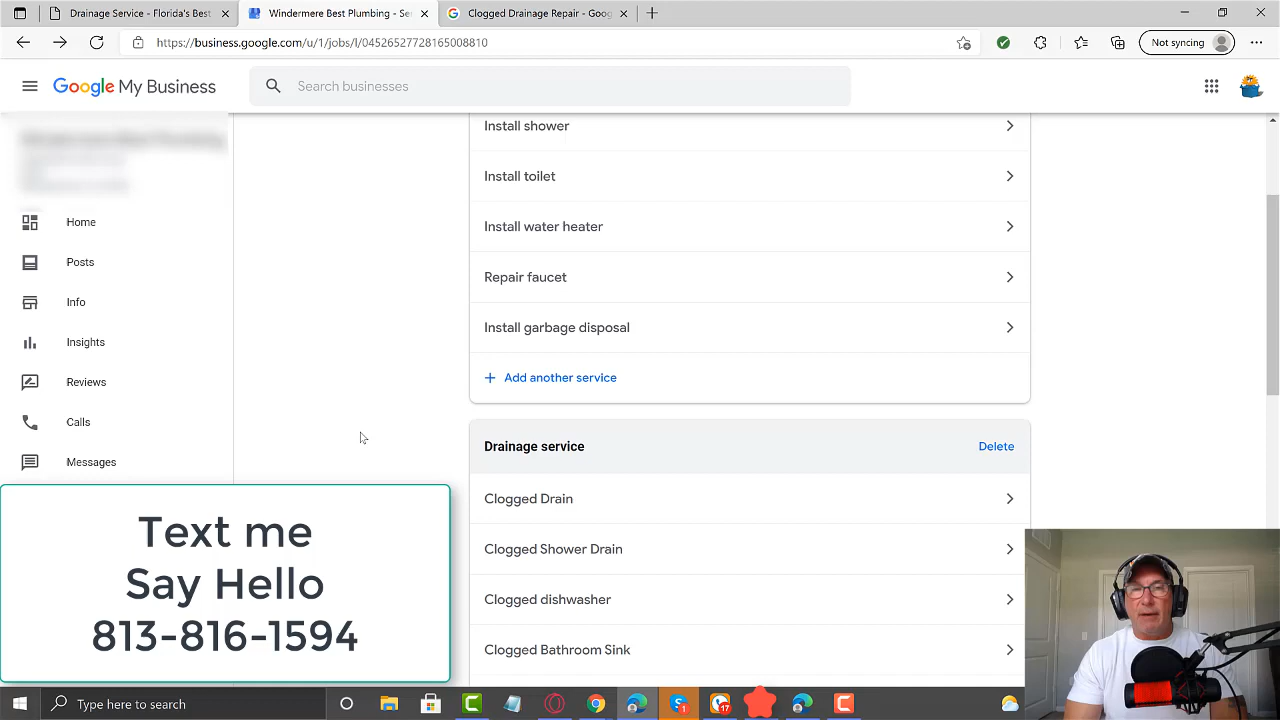 Drainage Service - Florida's Best
Windermere Best Plumbing - Se
Clogged Drainage Repair - Goog
https://business.google.com/u/1/jobs/l/04526527728165008810
Not syncing
Google My Business
Search businesses
Home
Posts
Info
Insights
Reviews
Calls
Messages
Install shower
Install toilet
Install water heater
Repair faucet
Install garbage disposal
+ Add another service
Drainage service
Delete
Clogged Drain
Clogged Shower Drain
Clogged dishwasher
Clogged Bathroom Sink
Text me
Say Hello
813-816-1594
Type here to search
1
17